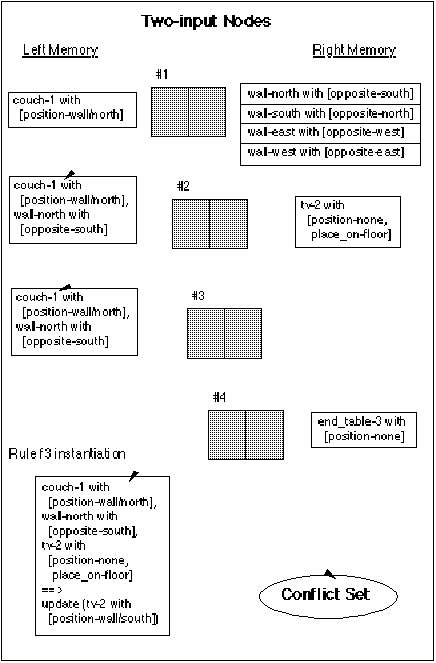 Two-input Nodes
Left Memory
Right Memory
#1
couch-1 with
[position-wall/north]
wall-north with [opposite-south]
wall-south with [opposite-north]
wall-east with [opposite-west]
wall-west with [opposite-east]
couch-1 with
[position-wall/north],
wall-north with
[opposite-south]
#2
tv-2 with
[position-none,
place_on-floor]
couch-1 with
[position-wall/north],
wall-north with
[opposite-south]
#3
#4
end_table-3 with
[position-none]
Rule f3 instantiation
couch-1 with
[position-wall/north],
wall-north with
[opposite-south],
tv-2 with
[position-none,
place_on-floor]
==>
update (tv-2 with
[position-wall/south])
Conflict Set